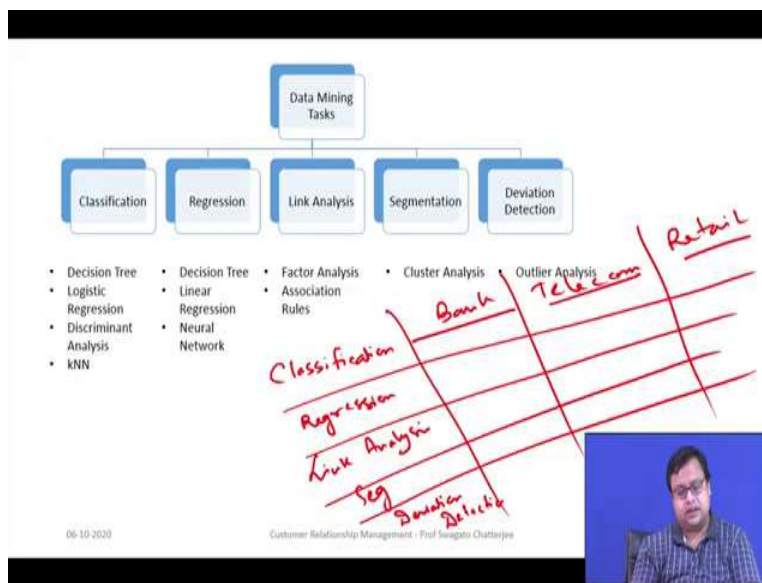 Data Mining
Tasks
Classification
Regression
Link Analysis
Segmentation
Deviation
Detection
• Decision Tree
• Logistic
Regression
• Discriminant
Analysis
• kNN
• Decision Tree
• Linear
Regression
• Neural
Network
• Factor Analysis
• Association
Rules
• Cluster Analysis
• Outlier Analysis
Bank
Telecom
Retail
Classification
Regression
Link Analysis
Seg
Deviation
Detection
06-10-2020
Customer Relationship Management - Prof Swagato Chatterjee